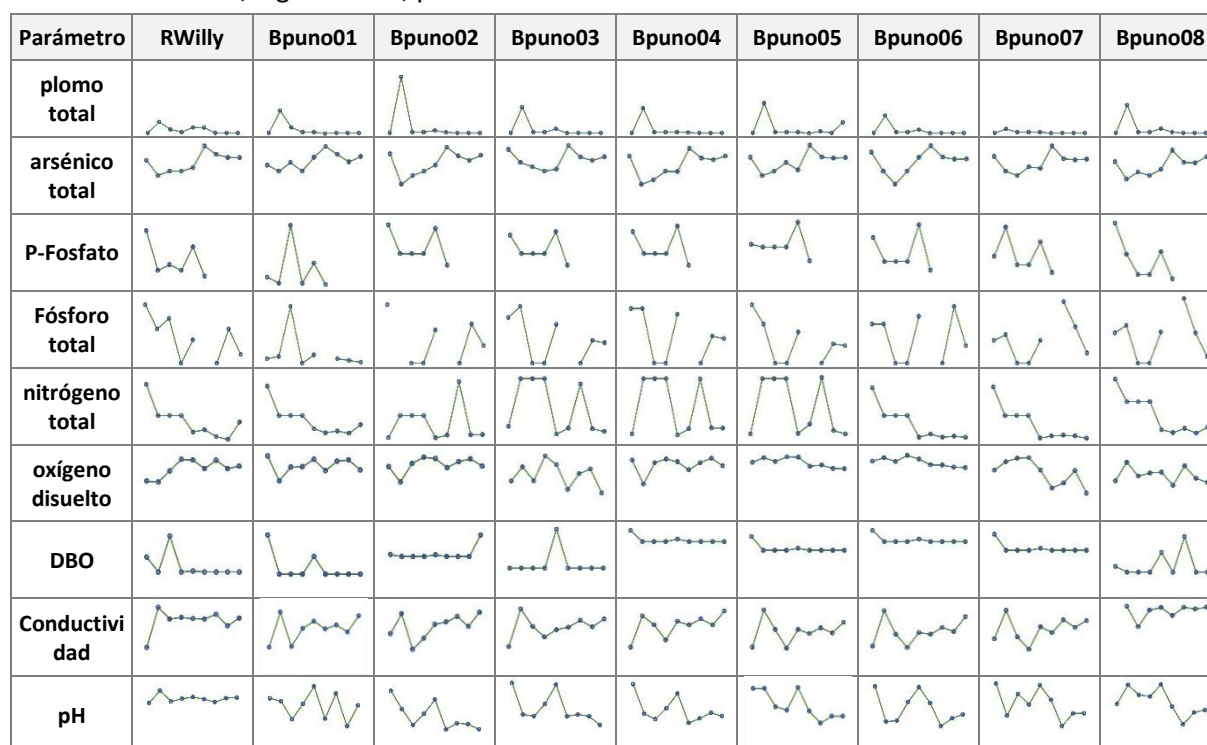 Parámetro RWilly Bpuno01 Bpuno02 Bpuno03 Bpuno04 Bpuno05 Bpuno06 Bpuno07 Bpuno08
plomo
total
arsénico
total
P-Fosfato
Fósforo
total
nitrógeno
total
oxígeno
disuelto
DBO
Conductivi
dad
pH